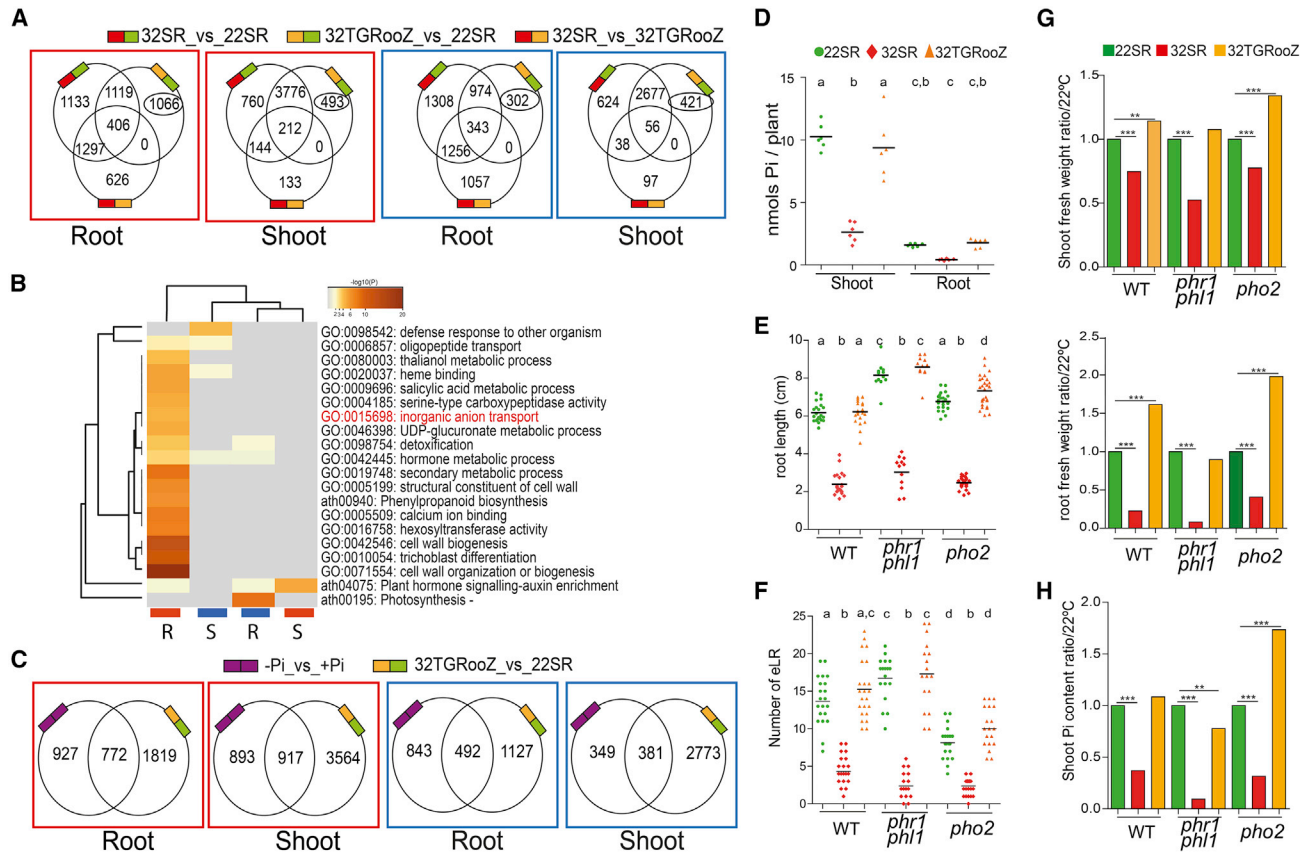 A
32SR_vs_22SR 32TGRooZ_vs_22SR 32SR_vs_32TGRooZ
1133 1119 1066
406
1297 0
626
Root
760 3776 493
212
144 0
133
Shoot
1308 974 302
343
1256 0
1057
Root
624 2677 421
56
38 0
97
Shoot
B
-log10(P)
2 3 4 6 10 20
GO:0098542: defense response to other organism
GO:0006857: oligopeptide transport
GO:0080003: thalianol metabolic process
GO:0020037: heme binding
GO:0009696: salicylic acid metabolic process
GO:0004185: serine-type carboxypeptidase activity
GO:0015698: inorganic anion transport
GO:0046398: UDP-glucuronate metabolic process
GO:0098754: detoxification
GO:0042445: hormone metabolic process
GO:0019748: secondary metabolic process
GO:0005199: structural constituent of cell wall
ath00940: Phenylpropanoid biosynthesis
GO:0005509: calcium ion binding
GO:0016758: hexosyltransferase activity
GO:0042546: cell wall biogenesis
GO:0010054: trichoblast differentiation
GO:0071554: cell wall organization or biogenesis
ath04075: Plant hormone signalling-auxin enrichment
ath00195: Photosynthesis -
R S R S
C
-Pi_vs_+Pi 32TGRooZ_vs_22SR
927 772 1819
Root
893 917 3564
Shoot
843 492 1127
Root
349 381 2773
Shoot
D
22SR 32SR 32TGRooZ
nmols Pi / plant
15
10
5
0
a b a c,b c c,b
Shoot Root
E
root length (cm)
10
8
6
4
2
0
a b a c b c a b d
WT phr1 phl1 pho2
F
Number of eLR
25
20
15
10
5
0
a b a,c c b c d b d
WT phr1 phl1 pho2
G
22SR 32SR 32TGRooZ
Shoot fresh weight ratio/22ºC
1.5
1.0
0.5
0.0
** *** *** *** ***
WT phr1 phl1 pho2
root fresh weight ratio/22ºC
2.5
2.0
1.5
1.0
0.5
0.0
*** *** *** *** ***
WT phr1 phl1 pho2
H
Shoot Pi content ratio/22ºC
2.0
1.5
1.0
0.5
0.0
*** ** *** *** ***
WT phr1 phl1 pho2